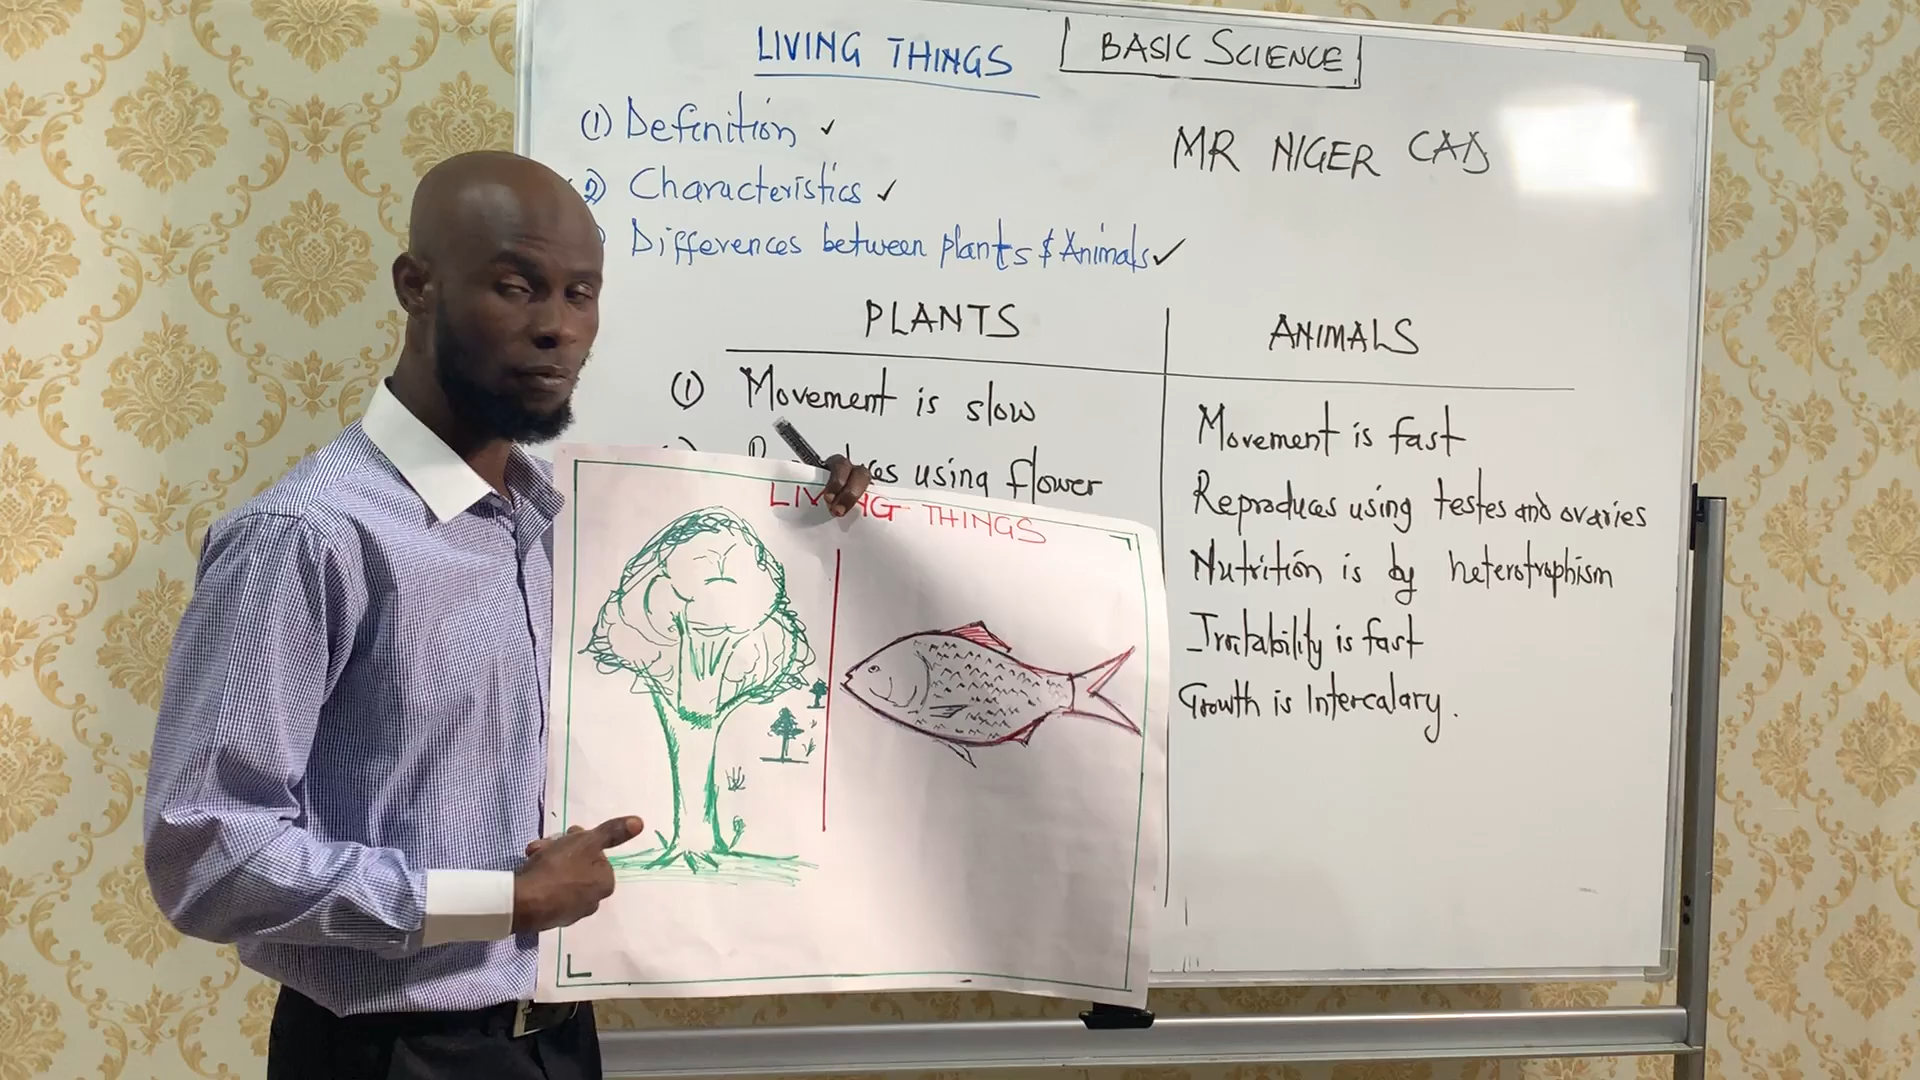 LIVING THINGS
BASIC SCIENCE
(1) Definition ✓
MR NIGER CAD
2) Characteristics ✓
) Differences between plants & Animals ✓
PLANTS
ANIMALS
(1) Movement is slow
Movement is fast
using flower
Reproduces using testes and ovaries
Nutrition is by heterotrophism
Irritability is fast
Growth is Intercalary.
LIVING THINGS